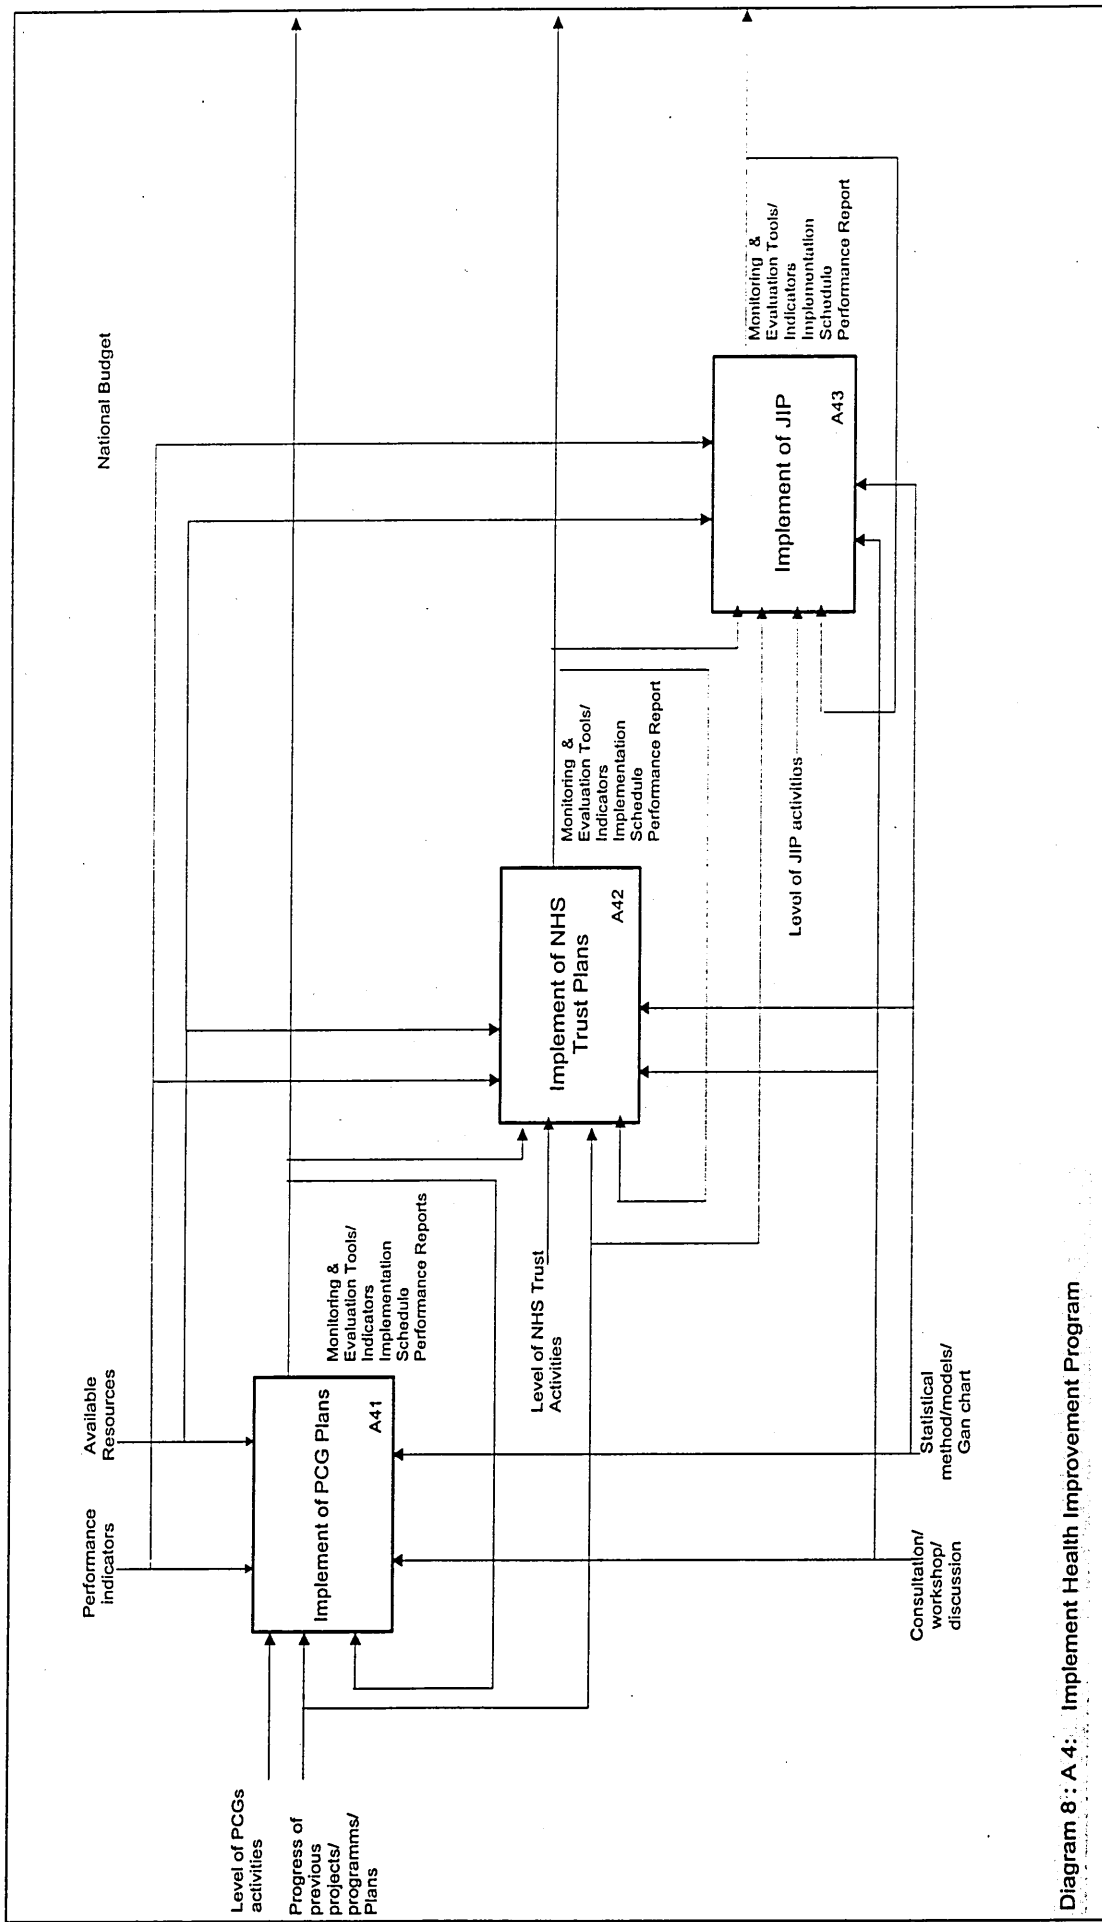 Performance
indicators
Available
Resources
National Budget
Level of PCGs
activities
Progress of
previous
projects/
programms/
Plans
Implement of PCG Plans
A41
Monitoring &
Evaluation Tools/
Indicators
Implementation
Schedule
Performance Reports
Level of NHS Trust
Activities
Implement of NHS
Trust Plans
A42
Monitoring &
Evaluation Tools/
Indicators
Implementation
Schedule
Performance Report
Level of JIP activities
Implement of JIP
A43
Monitoring &
Evaluation Tools/
Indicators
Implementation
Schedule
Performance Report
Consultation/
workshop/
discussion
Statistical
method/models/
Gan chart
Diagram 8 : A 4: Implement Health Improvement Program